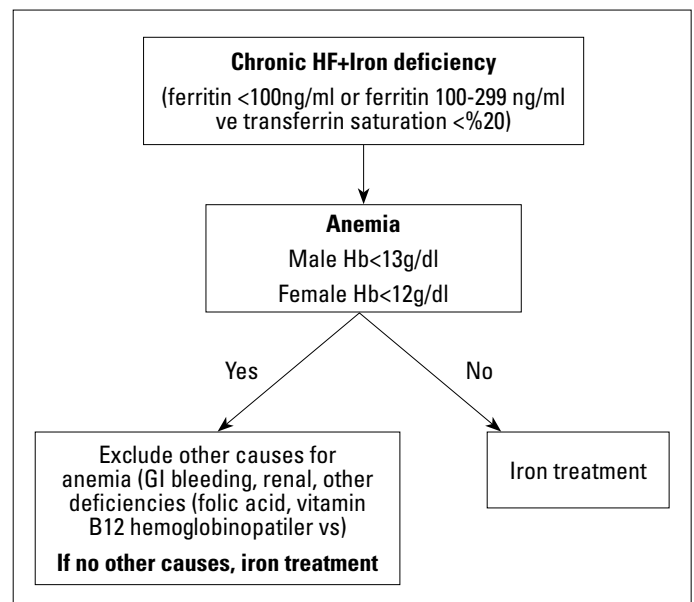 Chronic HF+Iron deficiency
(ferritin <100ng/ml or ferritin 100-299 ng/ml
ve transferrin saturation <%20)
Anemia
Male Hb<13g/dl
Female Hb<12g/dl
Yes
No
Exclude other causes for
anemia (GI bleeding, renal, other
deficiencies (folic acid, vitamin
B12 hemoglobinopatiler vs)
If no other causes, iron treatment
Iron treatment